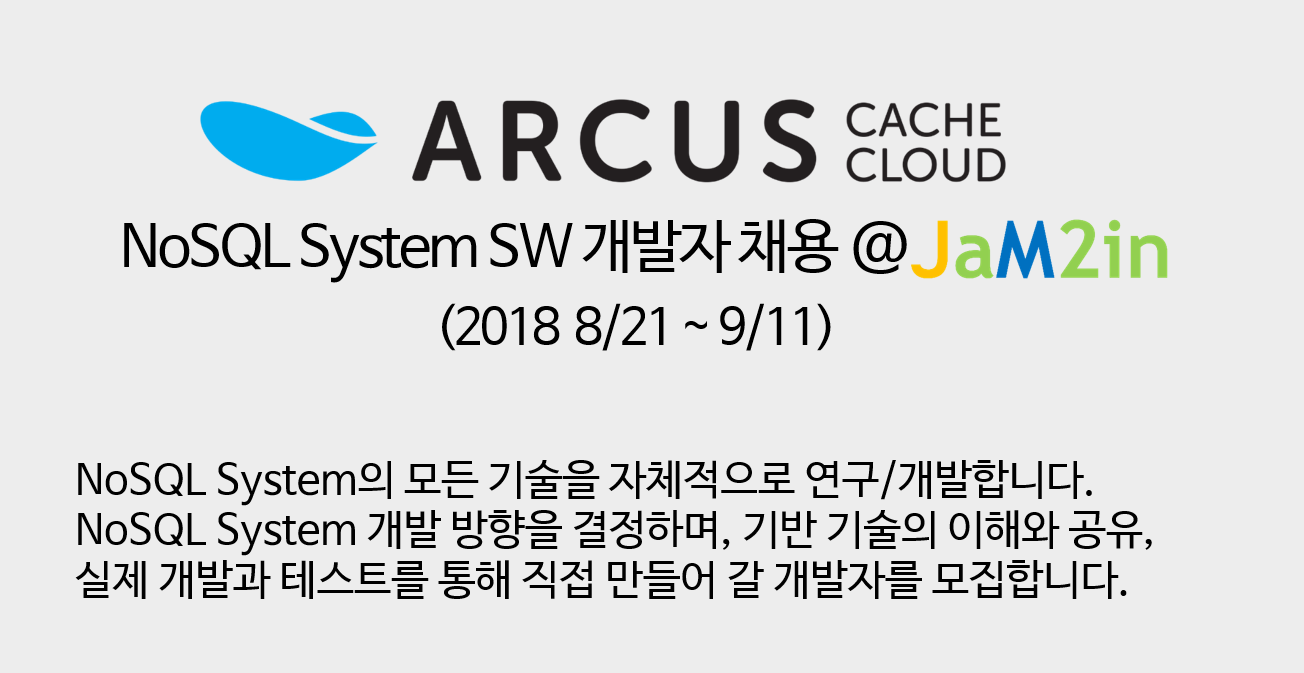 ARCUS CACHE CLOUD
NoSQL System SW 개발자 채용 @JaM2in
(2018 8/21 ~ 9/11)
NoSQL System의 모든 기술을 자체적으로 연구/개발합니다.
NoSQL System 개발 방향을 결정하며, 기반 기술의 이해와 공유,
실제 개발과 테스트를 통해 직접 만들어 갈 개발자를 모집합니다.